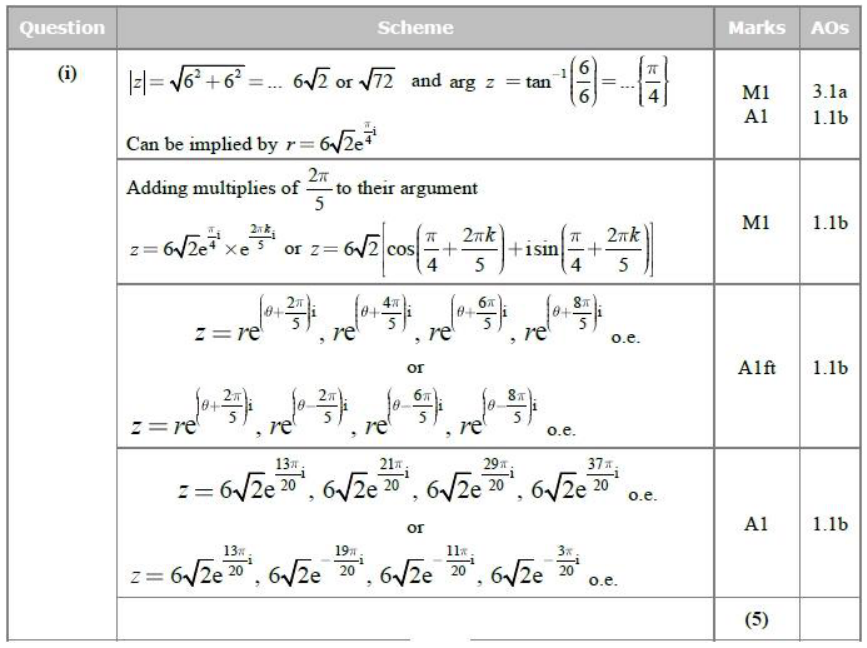 Question Scheme Marks AOs
(i) |z| = √(6² + 6²) = ... 6√2 or √72 and arg z = tan⁻¹(6/6) = ...{π/4} M1 3.1a
Can be implied by r = 6√2e^(π/4 i) A1 1.1b
Adding multiplies of 2π/5 to their argument
z = 6√2e^(π/4 i) × e^(2πk/5 i) or z = 6√2[cos(π/4 + 2πk/5) + i sin(π/4 + 2πk/5)] M1 1.1b
z = re^((θ+2π/5)i), re^((θ+4π/5)i), re^((θ+6π/5)i), re^((θ+8π/5)i) o.e.
or A1ft 1.1b
z = re^((θ+2π/5)i), re^((θ−2π/5)i), re^((θ−6π/5)i), re^((θ−8π/5)i) o.e.
z = 6√2e^(13π/20 i), 6√2e^(21π/20 i), 6√2e^(29π/20 i), 6√2e^(37π/20 i) o.e.
or A1 1.1b
z = 6√2e^(13π/20 i), 6√2e^(−19π/20 i), 6√2e^(−11π/20 i), 6√2e^(−3π/20 i) o.e.
(5)